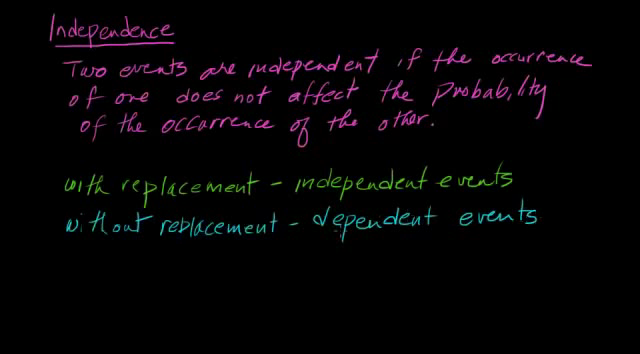 Independence
Two events are independent if the occurrence
of one does not affect the Probability
of the occurrence of the other.
with replacement - independent events
without replacement - dependent events